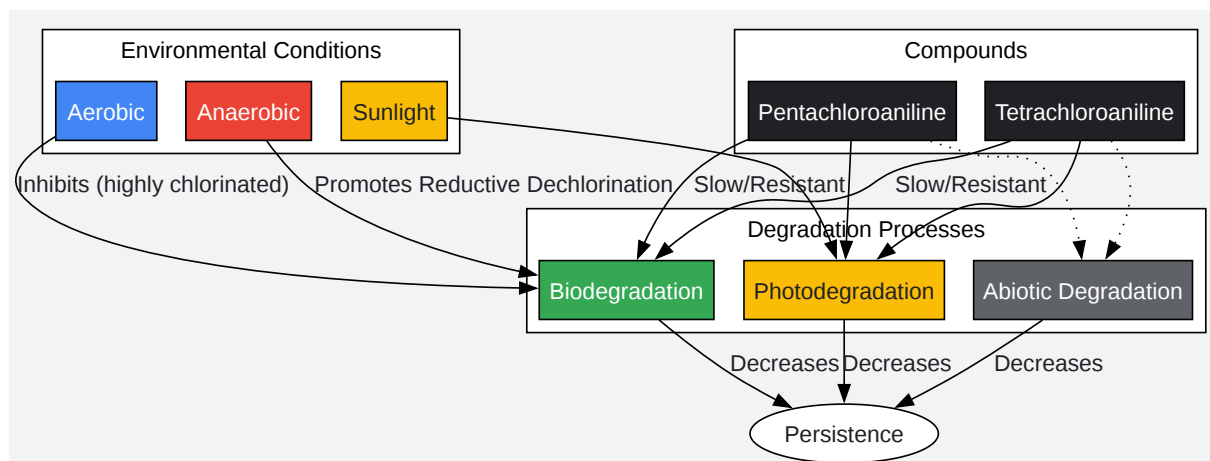 Environmental Conditions
Compounds
Aerobic
Anaerobic
Sunlight
Pentachloroaniline
Tetrachloroaniline
Inhibits (highly chlorinated)
Promotes Reductive Dechlorination
Slow/Resistant
Slow/Resistant
Degradation Processes
Biodegradation
Photodegradation
Abiotic Degradation
Decreases
Decreases
Decreases
Persistence